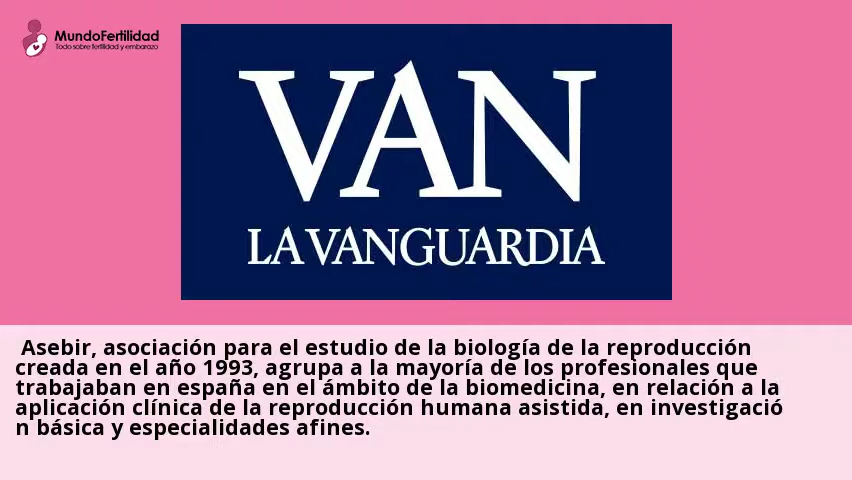 MundoFertilidad
Todo sobre fertilidad y embarazo
VAN
LA VANGUARDIA
Asebir, asociación para el estudio de la biología de la reproducción
creada en el año 1993, agrupa a la mayoría de los profesionales que
trabajaban en españa en el ámbito de la biomedicina, en relación a la
aplicación clínica de la reproducción humana asistida, en investigació
n básica y especialidades afines.